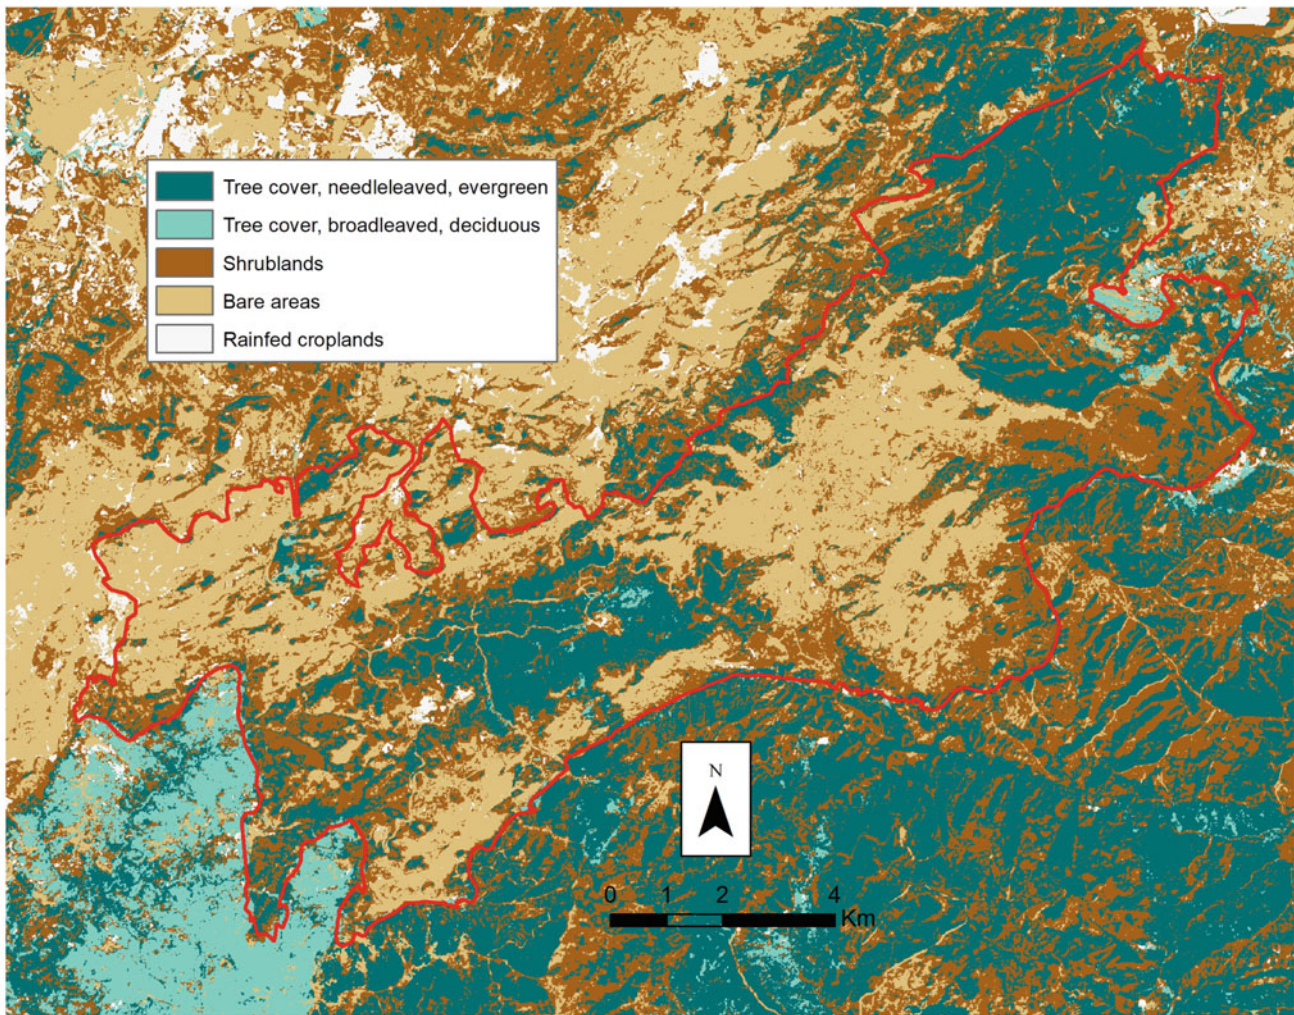 Tree cover, needleleaved, evergreen
Tree cover, broadleaved, deciduous
Shrublands
Bare areas
Rainfed croplands
N
0 1 2 4
Km